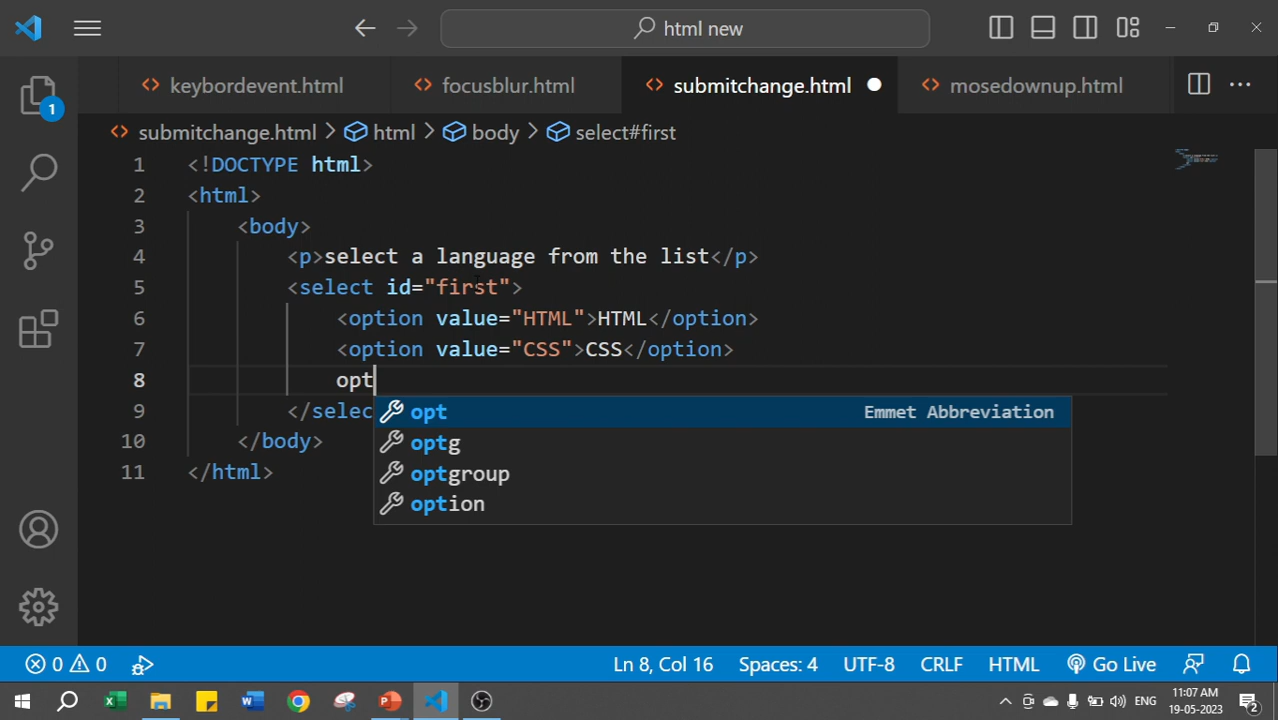 html new
keybordevent.html
focusblur.html
submitchange.html
mosedownup.html
1
submitchange.html > html > body > select#first
1 <!DOCTYPE html>
2 <html>
3 <body>
4 <p>select a language from the list</p>
5 <select id="first">
6 <option value="HTML">HTML</option>
7 <option value="CSS">CSS</option>
8 opt
9 </selec
opt Emmet Abbreviation
optg
10 </body>
optgroup
11 </html>
option
0 0 Ln 8, Col 16 Spaces: 4 UTF-8 CRLF HTML Go Live
ENG 11:07 AM
19-05-2023 2